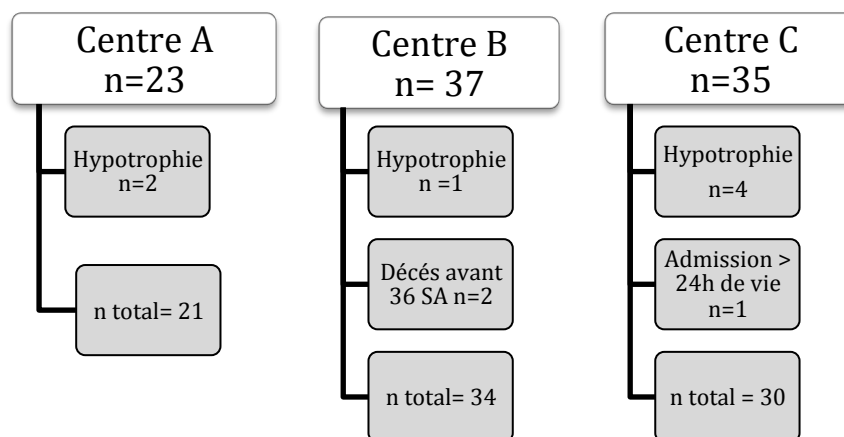 Centre A
n=23
Hypotrophie
n=2
n total= 21
Centre B
n= 37
Hypotrophie
n =1
Décés avant
36 SA n=2
n total= 34
Centre C
n=35
Hypotrophie
n=4
Admission >
24h de vie
n=1
n total = 30